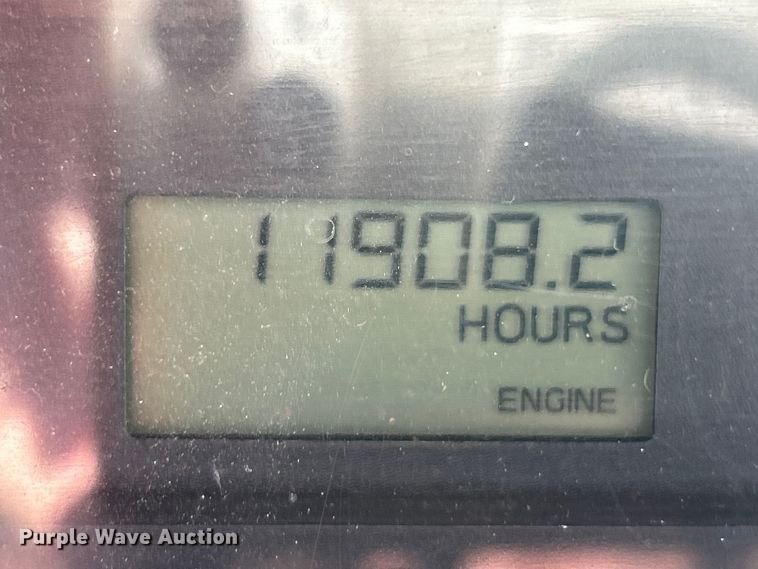 11908.2
HOURS
ENGINE
Purple Wave Auction